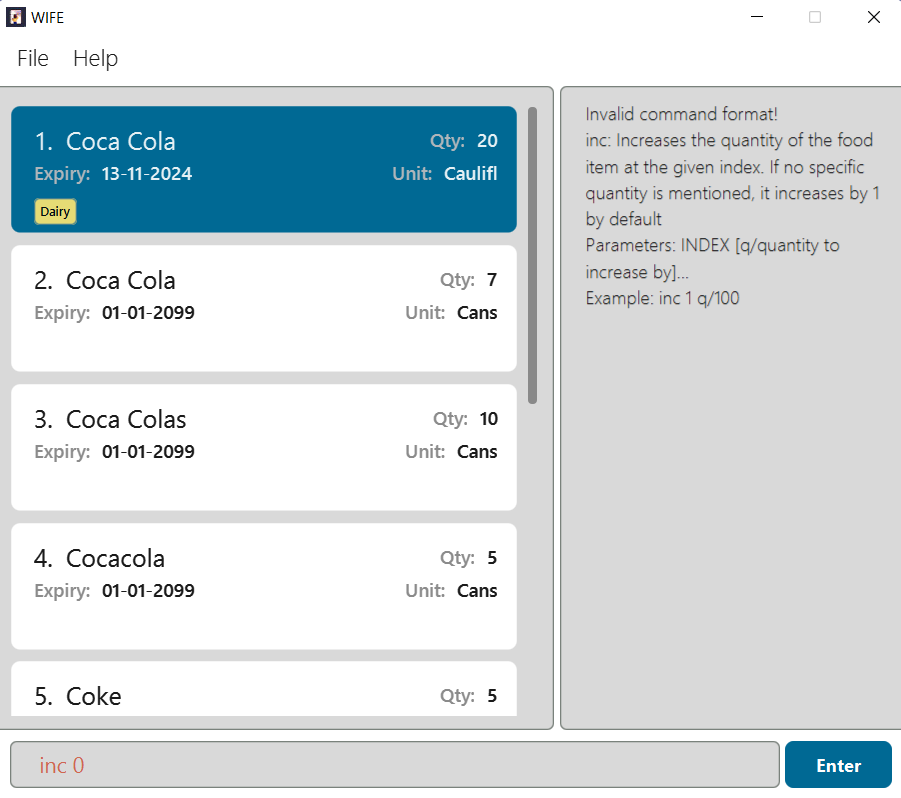 WIFE
File Help
1. Coca Cola Qty: 20
Expiry: 13-11-2024 Unit: Caulifl
Dairy
2. Coca Cola Qty: 7
Expiry: 01-01-2099 Unit: Cans
3. Coca Colas Qty: 10
Expiry: 01-01-2099 Unit: Cans
4. Cocacola Qty: 5
Expiry: 01-01-2099 Unit: Cans
5. Coke Qty: 5
Invalid command format!
inc: Increases the quantity of the food
item at the given index. If no specific
quantity is mentioned, it increases by 1
by default
Parameters: INDEX [q/quantity to
increase by]...
Example: inc 1 q/100
inc 0
Enter